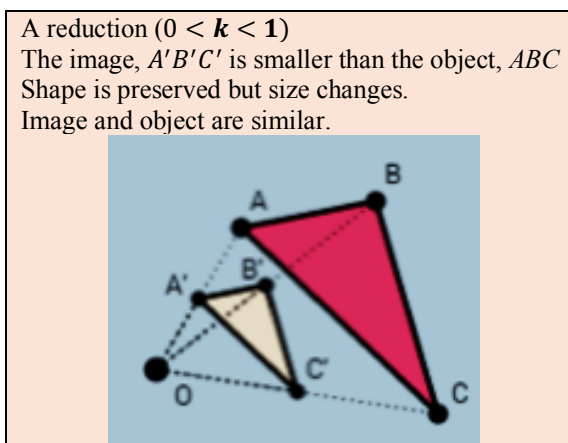 A reduction (0 < k < 1)
The image, A'B'C' is smaller than the object, ABC
Shape is preserved but size changes.
Image and object are similar.
B
A
B'
A'
C'
O
C